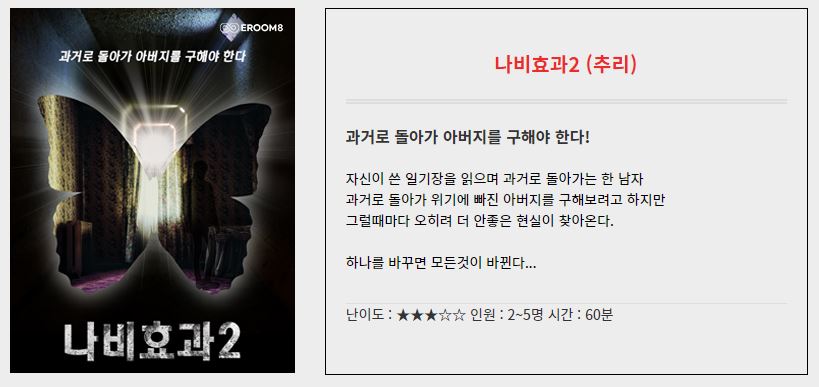 EROOM8
과거로 돌아가 아버지를 구해야 한다
나비효과2
나비효과2 (추리)
과거로 돌아가 아버지를 구해야 한다!
자신이 쓴 일기장을 읽으며 과거로 돌아가는 한 남자
과거로 돌아가 위기에 빠진 아버지를 구해보려고 하지만
그럴때마다 오히려 더 안좋은 현실이 찾아온다.
하나를 바꾸면 모든것이 바뀐다...
난이도 : ★★★☆☆ 인원 : 2~5명 시간 : 60분